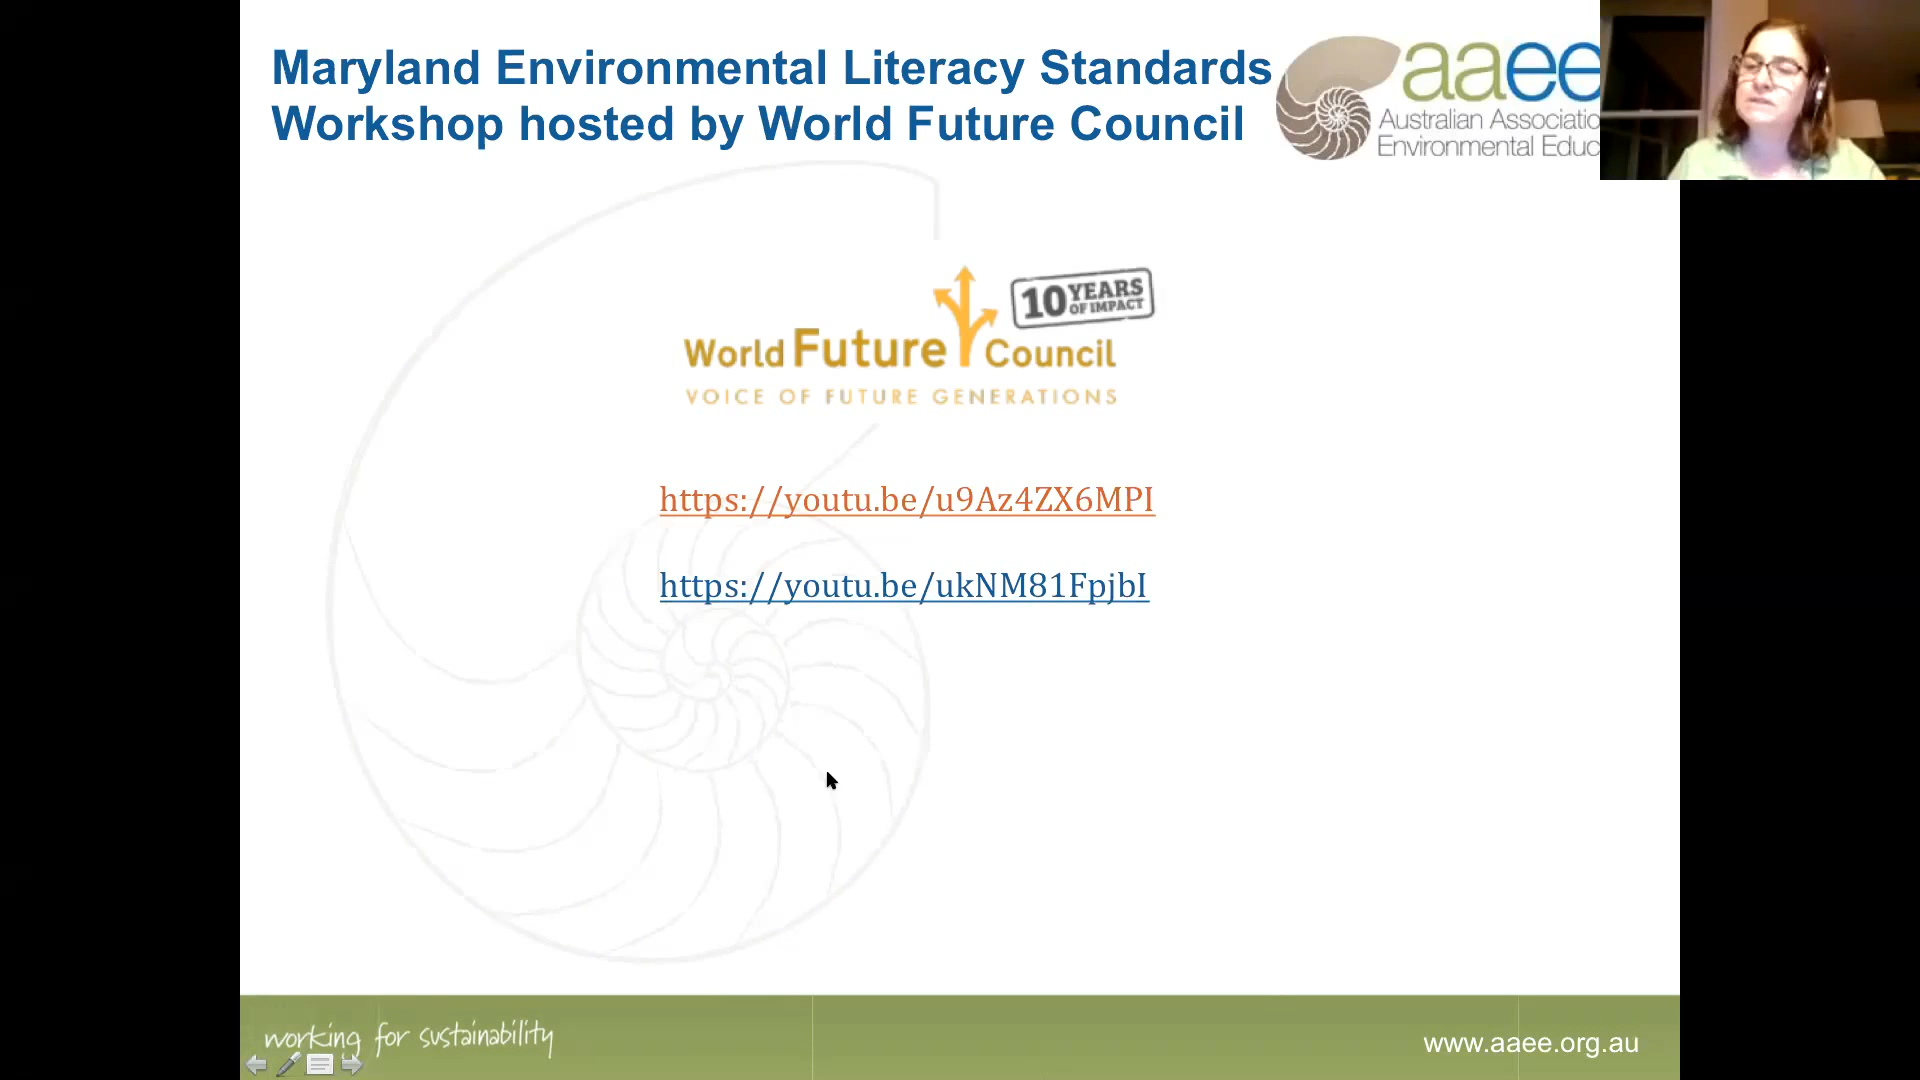 Maryland Environmental Literacy Standards
Workshop hosted by World Future Council
aaee
Australian Associatio
Environmental Educ
10 YEARS
OF IMPACT
World Future Council
VOICE OF FUTURE GENERATIONS
https://youtu.be/u9Az4ZX6MPI
https://youtu.be/ukNM81FpjbI
working for sustainability
www.aaee.org.au